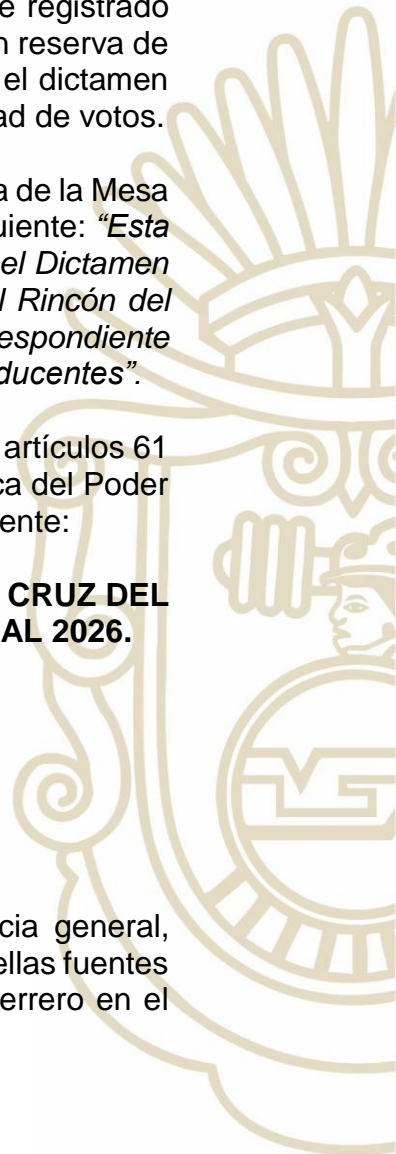 e registrado
n reserva de
el dictamen
ad de votos.
a de la Mesa
uiente: “Esta
el Dictamen
l Rincón del
espondiente
ducentes”.
artículos 61
ca del Poder
ente:
CRUZ DEL
AL 2026.
cia general,
ellas fuentes
errero en el